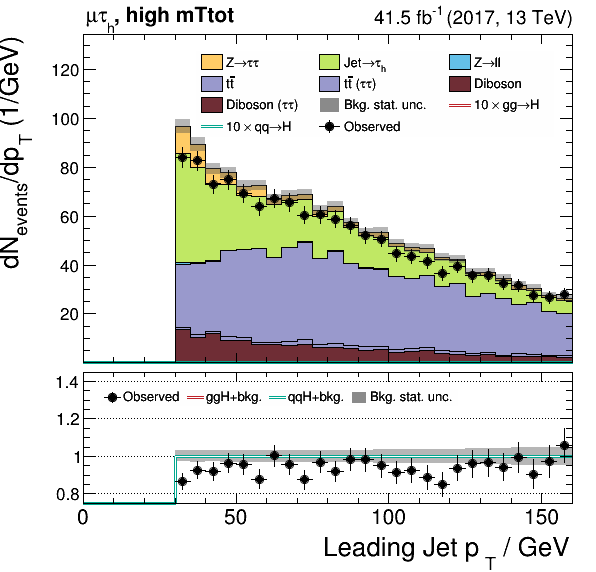 μτh, high mTtot 41.5 fb⁻¹ (2017, 13 TeV)
dNevents/dpT (1/GeV)
120
100
80
60
40
20
Z→ττ Jet→τh Z→ll
tt̄ tt̄ (ττ) Diboson
Diboson (ττ) Bkg. stat. unc. 10 × gg→H
10 × qq→H Observed
1.4
1.2
1
0.8
Observed ggH+bkg. qqH+bkg. Bkg. stat. unc.
0 50 100 150
Leading Jet pT / GeV